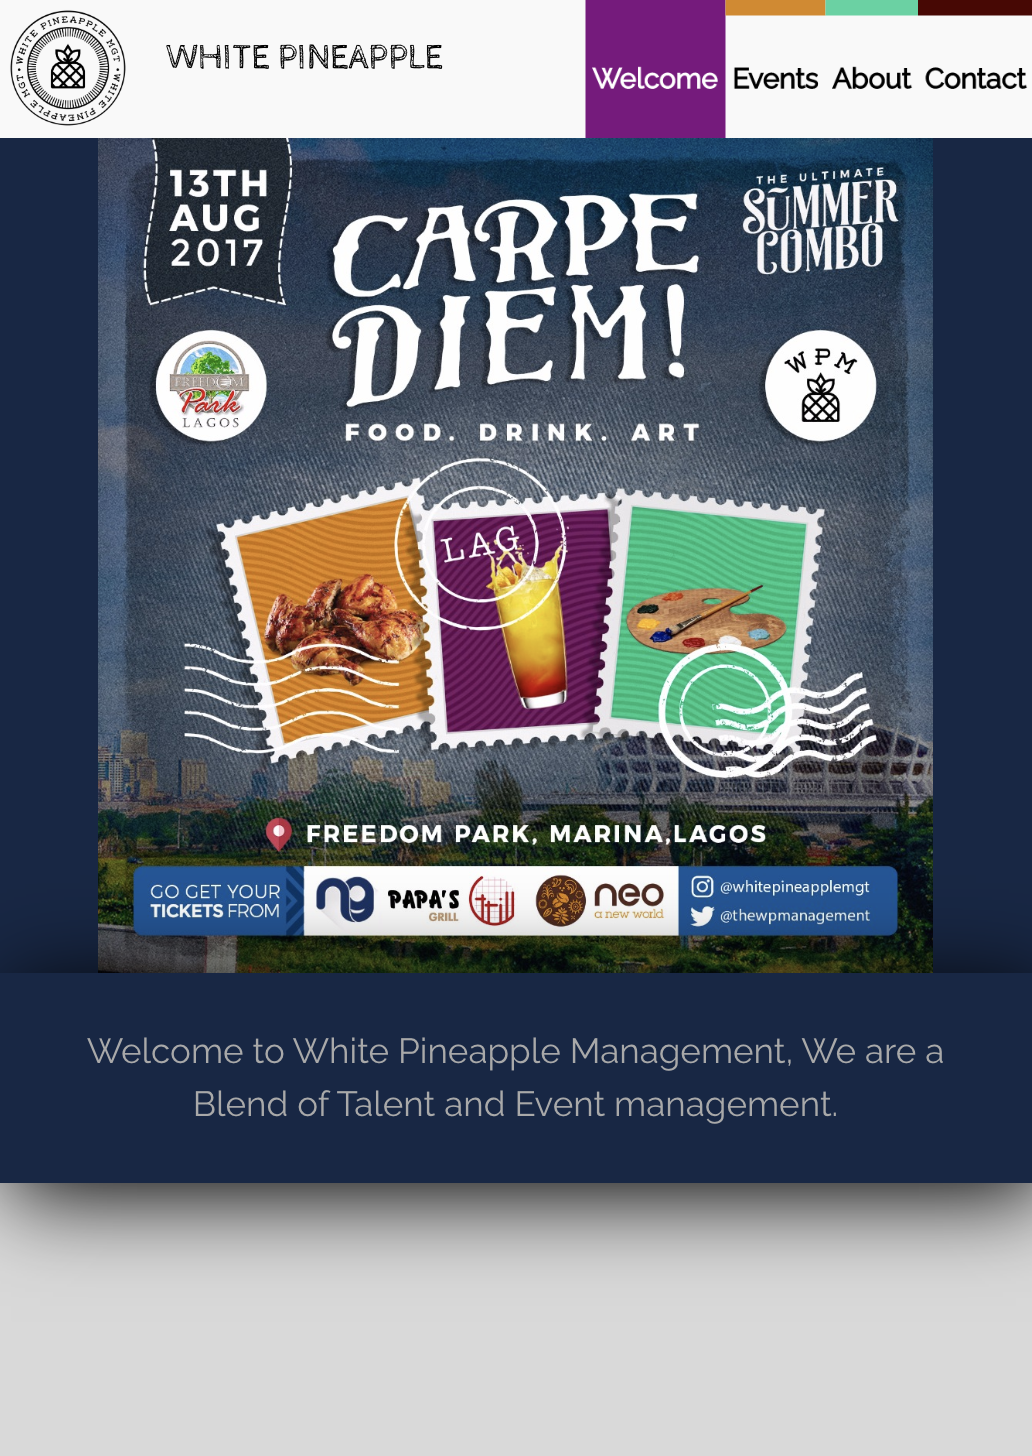 WHITE PINEAPPLE MGT • WHITE PINEAPPLE MGT •
WHITE PINEAPPLE
Welcome
Events
About
Contact
13TH
AUG
2017
CARPE
DIEM!
THE ULTIMATE
SUMMER
COMBO
FREEDOM
Park
LAGOS
WPM
FOOD. DRINK. ART
LAG
FREEDOM PARK, MARINA,LAGOS
GO GET YOUR
TICKETS FROM
PAPA'S
GRILL
neo
a new world
@whitepineapplemgt
@thewpmanagement
Welcome to White Pineapple Management, We are a
Blend of Talent and Event management.